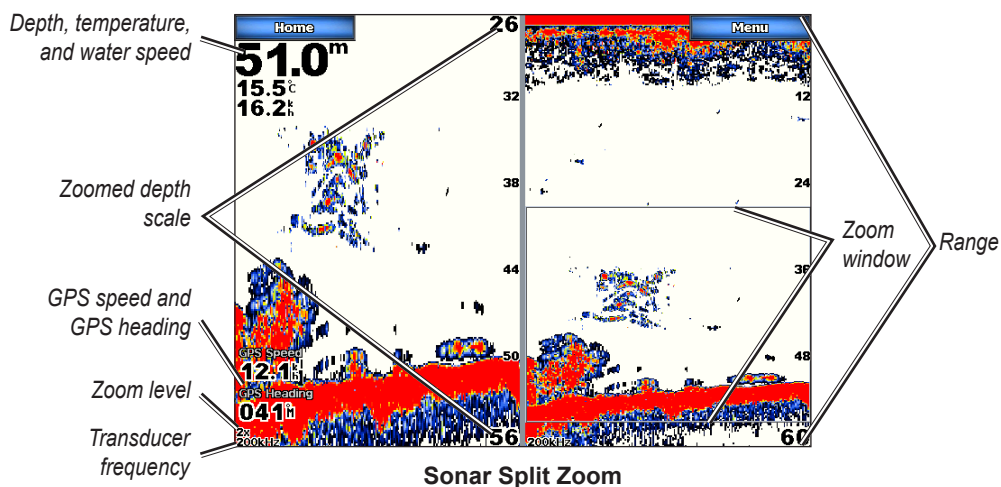 Depth, temperature,
and water speed
Home
Menu
26
51.0 m
15.5 °C
16.2 k/h
32
12
38
24
Zoomed depth
scale
Zoom
window
Range
44
36
GPS speed and
GPS heading
50
48
GPS Speed
12.1 k/h
GPS Heading
041°M
Zoom level
2x
200kHz
56
200kHz
60
Transducer
frequency
Sonar Split Zoom